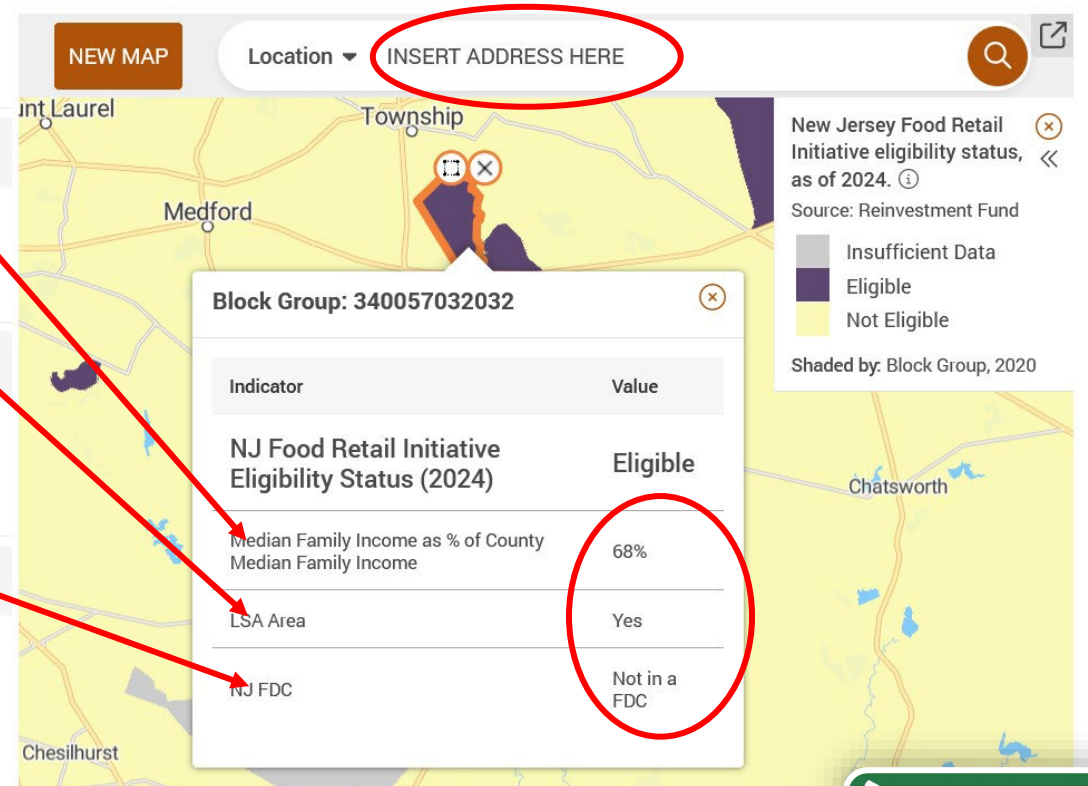 NEW MAP
Location
INSERT ADDRESS HERE
unt Laurel
Township
Medford
New Jersey Food Retail
Initiative eligibility status,
as of 2024.
Source: Reinvestment Fund
Insufficient Data
Eligible
Not Eligible
Shaded by: Block Group, 2020
Block Group: 340057032032
Indicator Value
NJ Food Retail Initiative
Eligibility Status (2024)
Eligible
Median Family Income as % of County
Median Family Income
68%
LSA Area Yes
NJ FDC
Not in a
FDC
Chatsworth
Chesilhurst